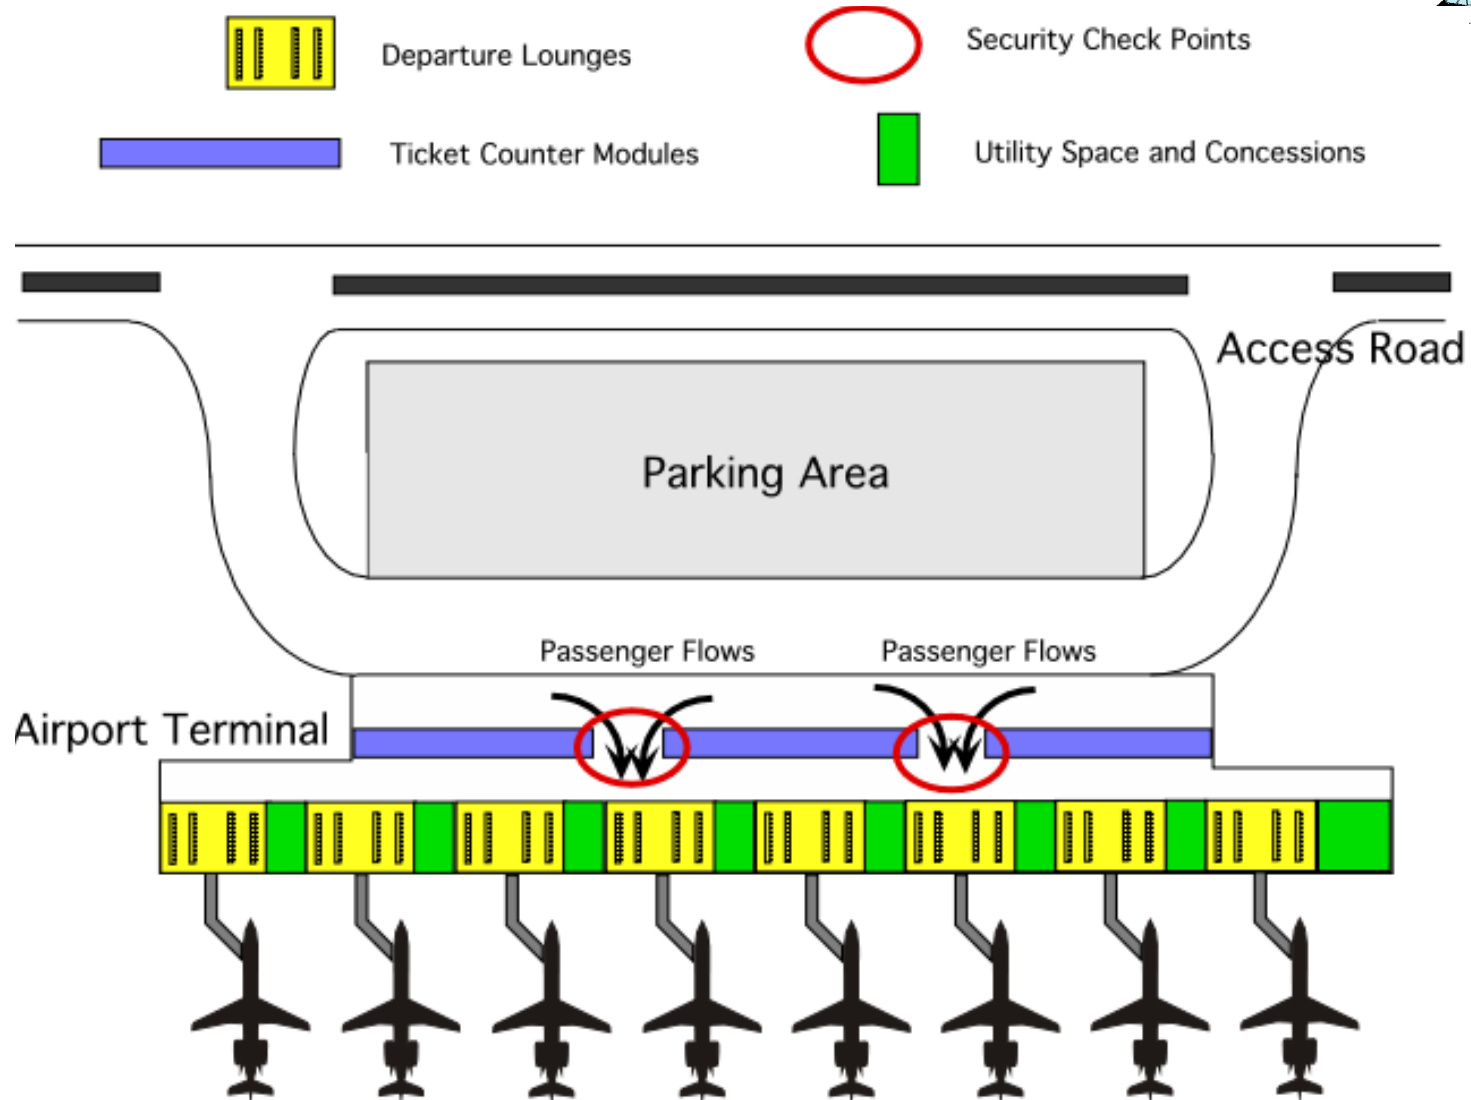 Departure Lounges
Security Check Points
Ticket Counter Modules
Utility Space and Concessions
Access Road
Parking Area
Passenger Flows
Passenger Flows
Airport Terminal